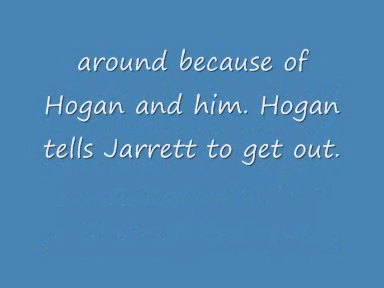 around because of
Hogan and him. Hogan
tells Jarrett to get out.